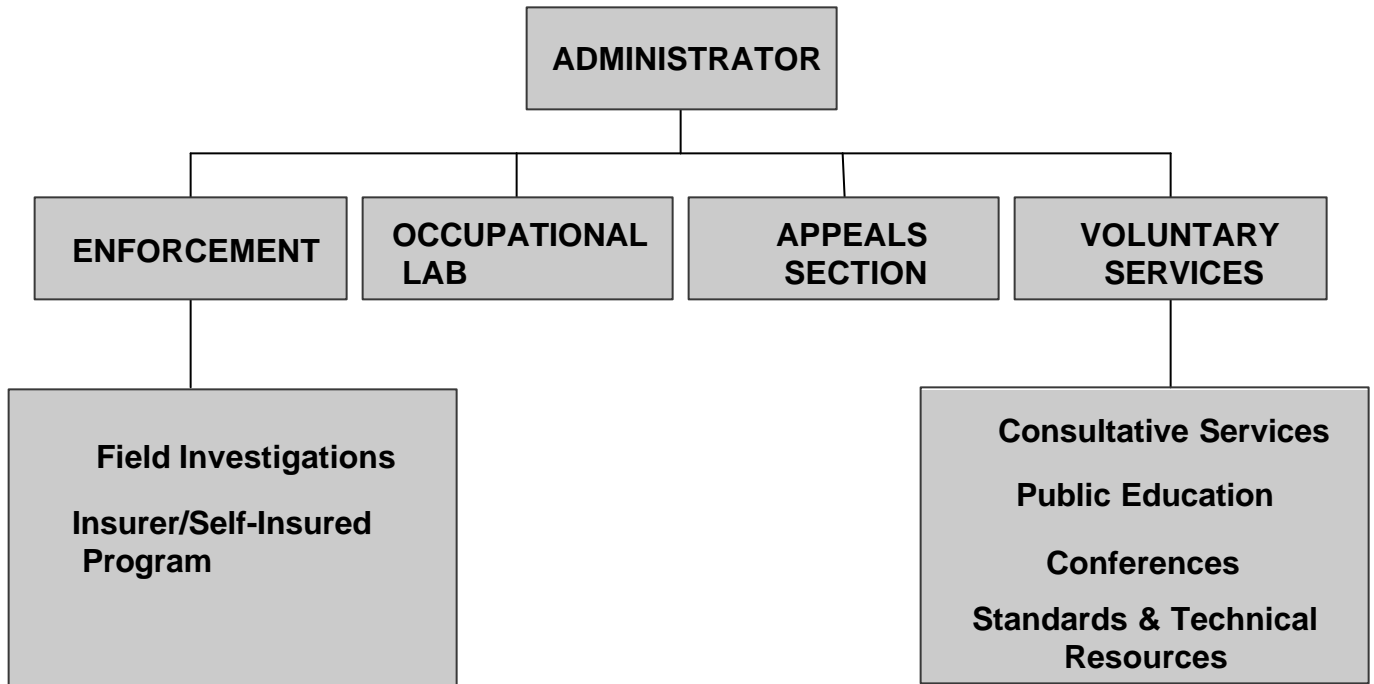 ADMINISTRATOR
ENFORCEMENT
OCCUPATIONAL
LAB
APPEALS
SECTION
VOLUNTARY
SERVICES
Field Investigations
Insurer/Self-Insured
Program
Consultative Services
Public Education
Conferences
Standards & Technical
Resources